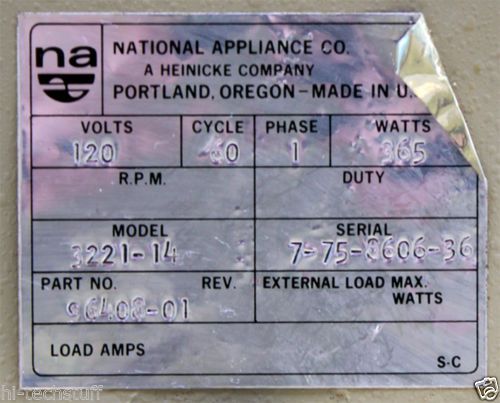 na NATIONAL APPLIANCE CO.
A HEINICKE COMPANY
PORTLAND, OREGON - MADE IN U.
VOLTS CYCLE PHASE WATTS
120 60 1 365
R.P.M. DUTY
MODEL SERIAL
3221-14 7-75-8606-36
PART NO. REV. EXTERNAL LOAD MAX.
96408-01 WATTS
LOAD AMPS S-C
hi-techstuff